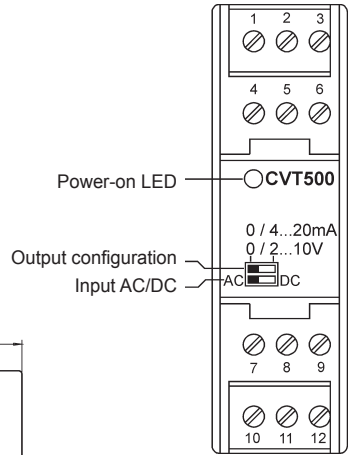 1 2 3
4 5 6
Power-on LED
CVT500
0 / 4...20mA
0 / 2...10V
Output configuration
Input AC/DC
AC DC
7 8 9
10 11 12